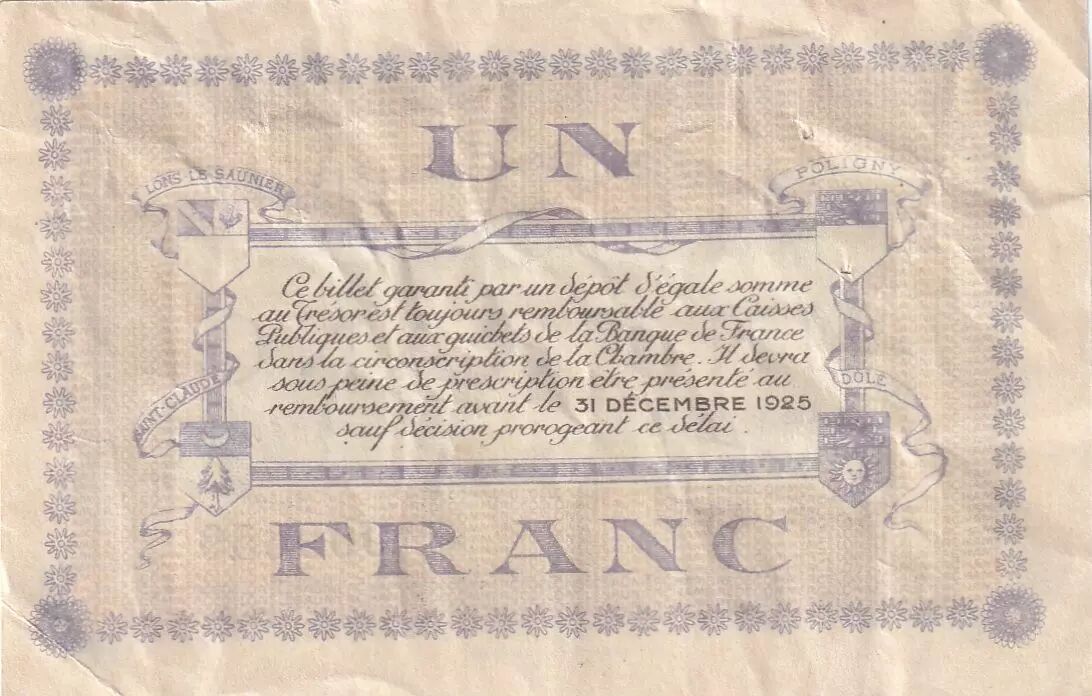 UN
LONS LE SAUNIER
POLIGNY
Ce billet garanti par un dépôt d'égale somme
au Tresor est toujours remboursable aux Caisses
Publiques et aux guichets de la Banque de France
dans la circonscription de la Chambre. Il devra
sous peine de prescription être présenté au
remboursement avant le 31 DÉCEMBRE 1925
sauf décision prorogeant ce délai.
SAINT-CLAUDE
DOLE
FRANC